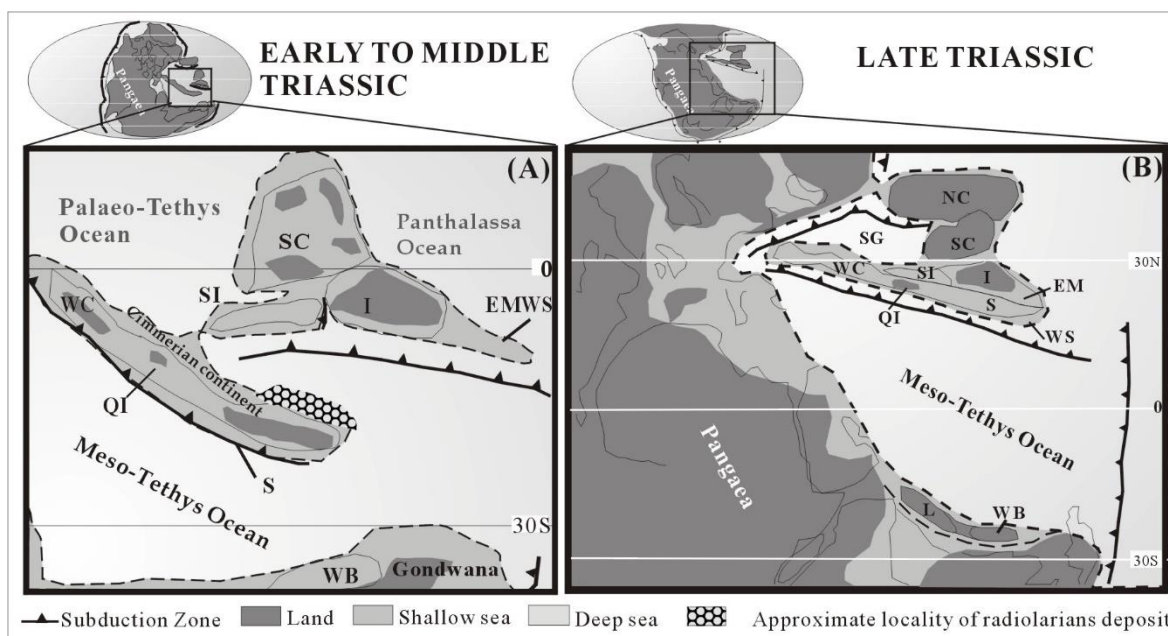 EARLY TO MIDDLE
TRIASSIC
Pangaea
LATE TRIASSIC
Pangaea
(A)
Palaeo-Tethys
Ocean
Panthalassa
Ocean
SC
0
SI
I
EMWS
WC
Zimmerian continent
QI
S
Meso-Tethys Ocean
30S
WB
Gondwana
(B)
NC
SG
SC
30N
WC
SI
I
EM
QI
S
WS
Meso-Tethys Ocean
0
Pangaea
L
WB
30S
Subduction Zone Land Shallow sea Deep sea Approximate locality of radiolarians deposit